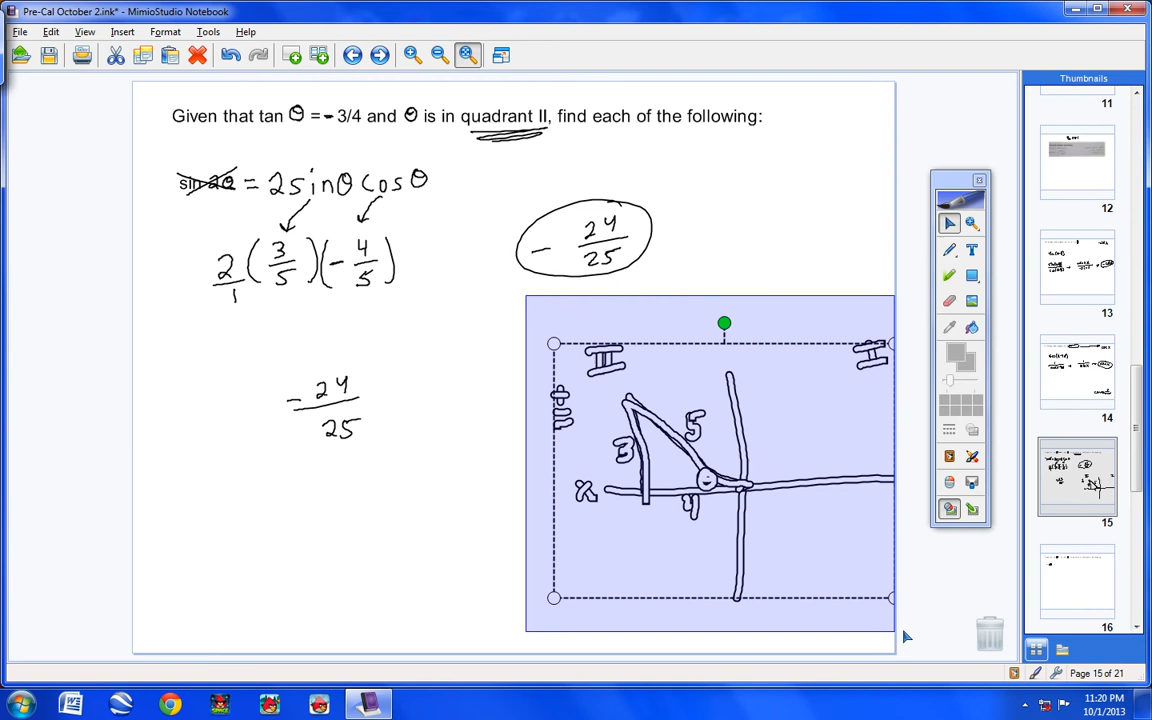 Pre-Cal October 2.ink* - MimioStudio Notebook
File Edit View Insert Format Tools Help
Thumbnails
11
12
13
14
15
16
Given that tan θ = - 3/4 and θ is in quadrant II, find each of the following:
sin 2θ = 2sinθ cosθ
2/1 (3/5)(-4/5)
- 24/25
- 24/25
II
I
3
5
x
4
θ
Page 15 of 21
11:20 PM
10/1/2013